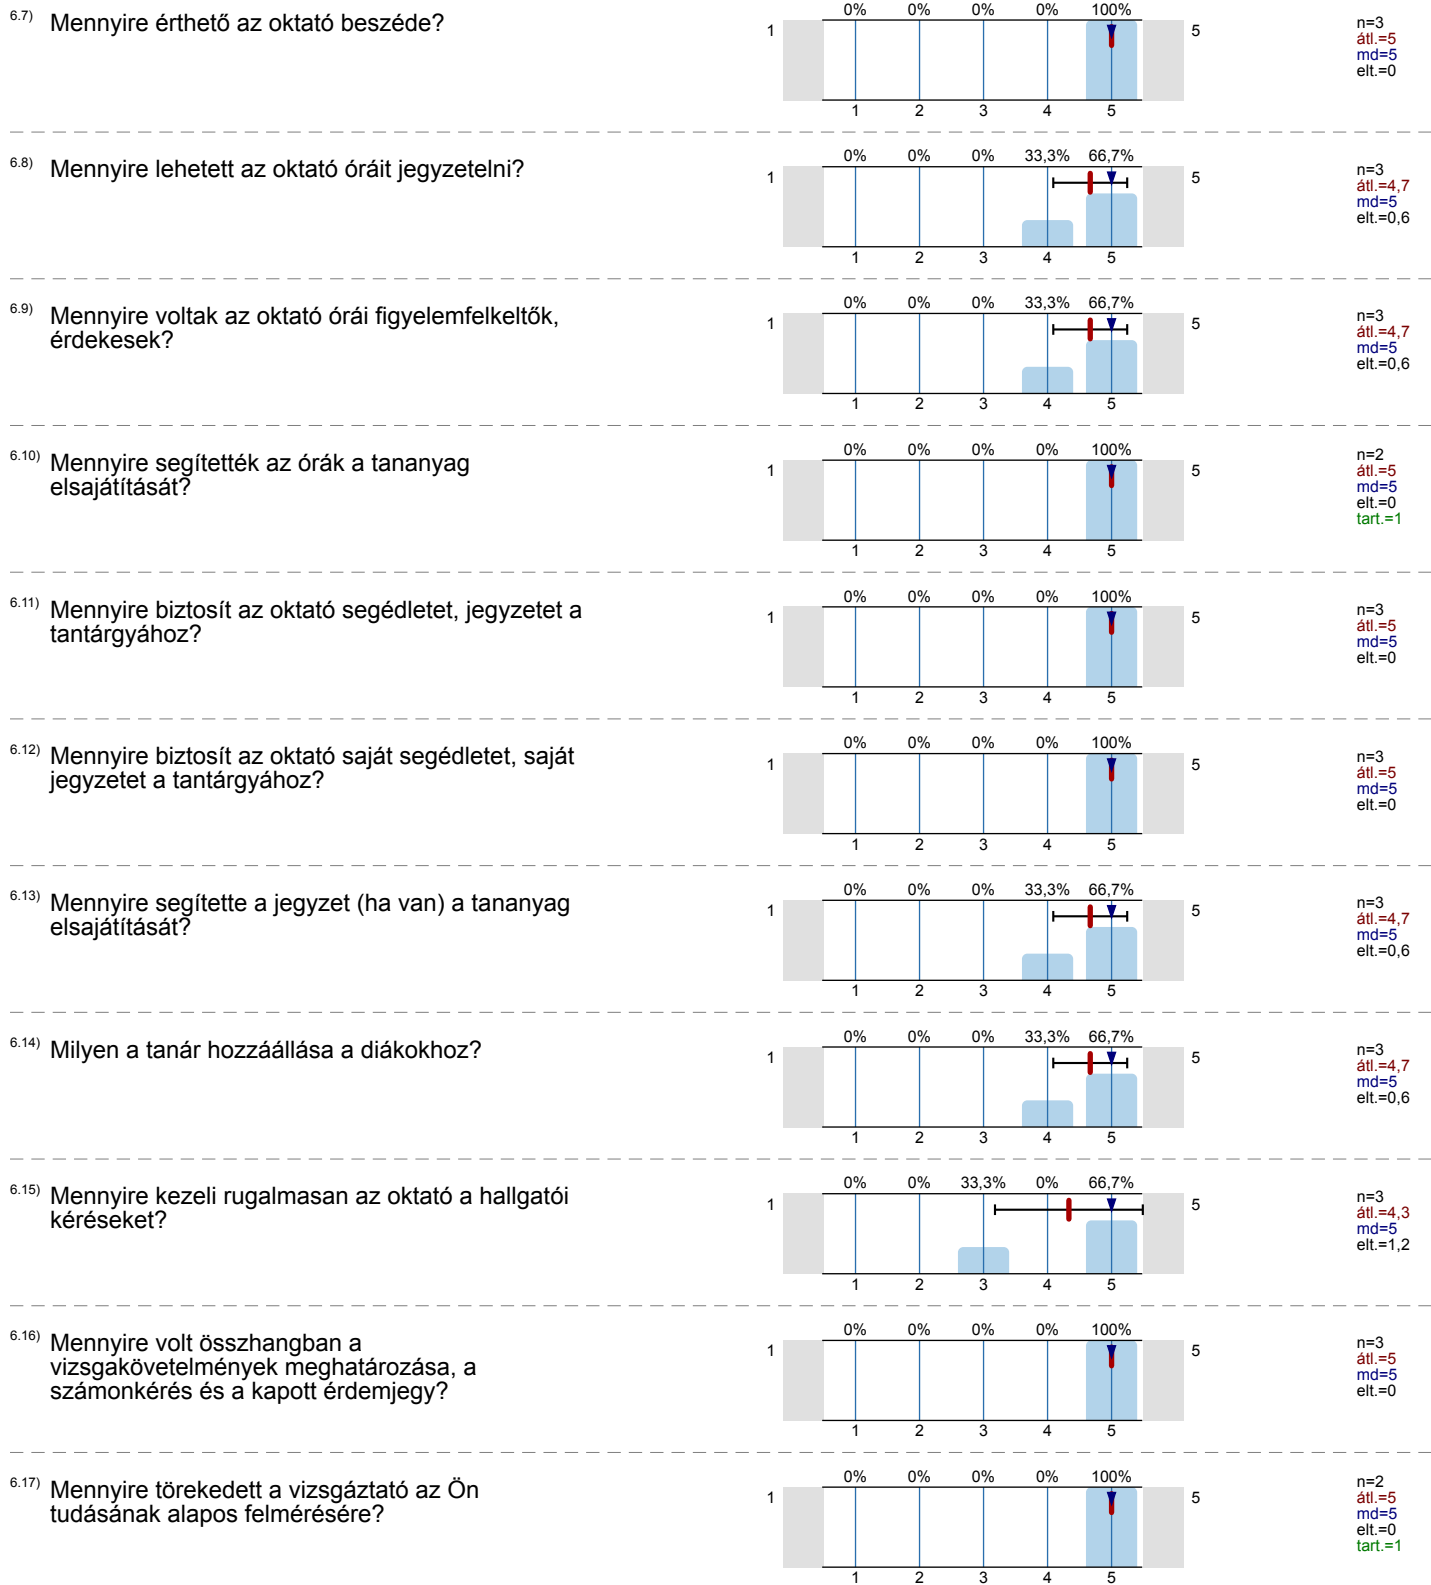 6.7) Mennyire érthető az oktató beszéde?
0% 0% 0% 0% 100%
1 5
1 2 3 4 5
n=3
átl.=5
md=5
elt.=0
6.8) Mennyire lehetett az oktató óráit jegyzetelni?
0% 0% 0% 33,3% 66,7%
1 5
1 2 3 4 5
n=3
átl.=4,7
md=5
elt.=0,6
6.9) Mennyire voltak az oktató órái figyelemfelkeltők,
érdekesek?
0% 0% 0% 33,3% 66,7%
1 5
1 2 3 4 5
n=3
átl.=4,7
md=5
elt.=0,6
6.10) Mennyire segítették az órák a tananyag
elsajátítását?
0% 0% 0% 0% 100%
1 5
1 2 3 4 5
n=2
átl.=5
md=5
elt.=0
tart.=1
6.11) Mennyire biztosít az oktató segédletet, jegyzetet a
tantárgyához?
0% 0% 0% 0% 100%
1 5
1 2 3 4 5
n=3
átl.=5
md=5
elt.=0
6.12) Mennyire biztosít az oktató saját segédletet, saját
jegyzetet a tantárgyához?
0% 0% 0% 0% 100%
1 5
1 2 3 4 5
n=3
átl.=5
md=5
elt.=0
6.13) Mennyire segítette a jegyzet (ha van) a tananyag
elsajátítását?
0% 0% 0% 33,3% 66,7%
1 5
1 2 3 4 5
n=3
átl.=4,7
md=5
elt.=0,6
6.14) Milyen a tanár hozzáállása a diákokhoz?
0% 0% 0% 33,3% 66,7%
1 5
1 2 3 4 5
n=3
átl.=4,7
md=5
elt.=0,6
6.15) Mennyire kezeli rugalmasan az oktató a hallgatói
kéréseket?
0% 0% 33,3% 0% 66,7%
1 5
1 2 3 4 5
n=3
átl.=4,3
md=5
elt.=1,2
6.16) Mennyire volt összhangban a
vizsgakövetelmények meghatározása, a
számonkérés és a kapott érdemjegy?
0% 0% 0% 0% 100%
1 5
1 2 3 4 5
n=3
átl.=5
md=5
elt.=0
6.17) Mennyire törekedett a vizsgáztató az Ön
tudásának alapos felmérésére?
0% 0% 0% 0% 100%
1 5
1 2 3 4 5
n=2
átl.=5
md=5
elt.=0
tart.=1